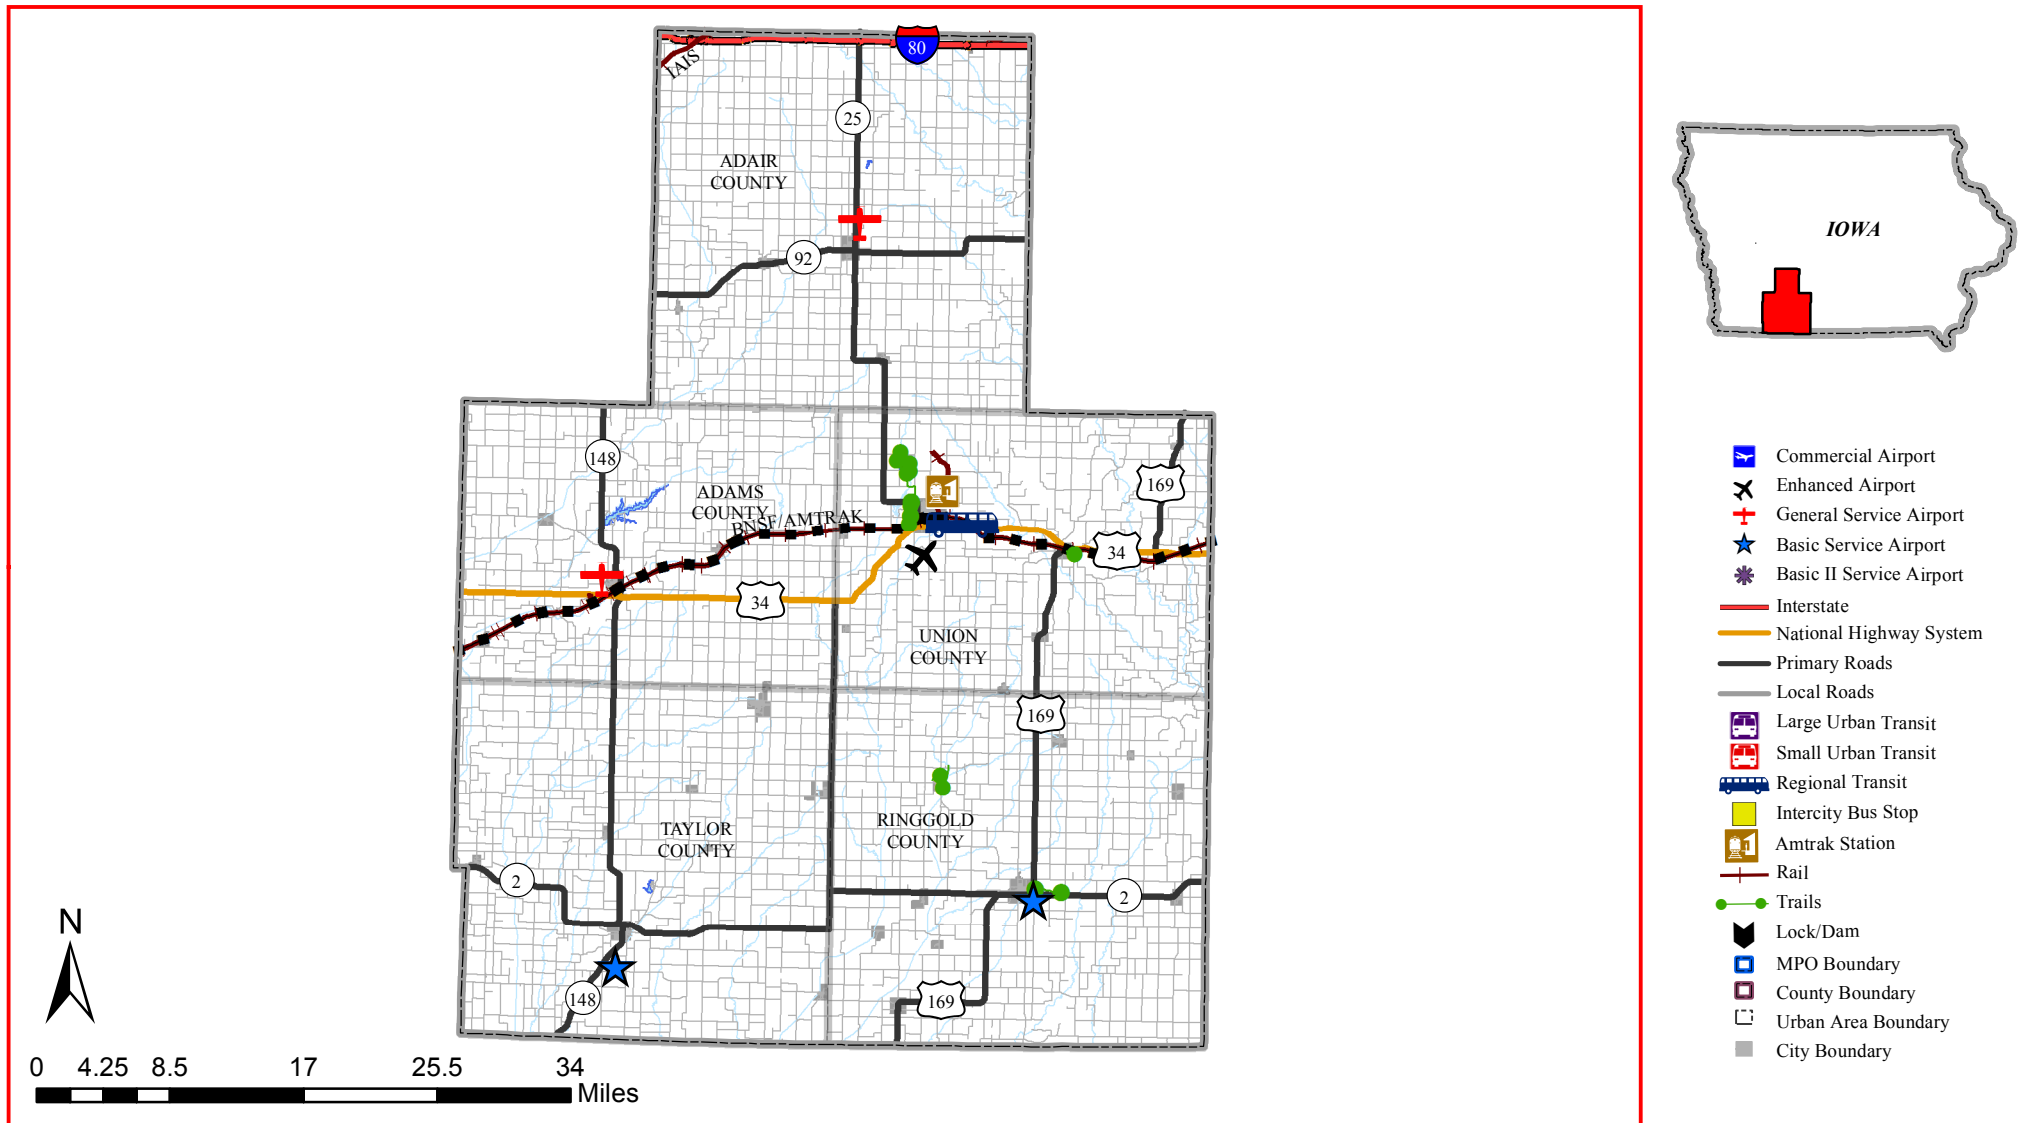 80
IAIS
25
ADAIR
COUNTY
92
148
ADAMS
COUNTY
BNSF/AMTRAK
169
34
34
UNION
COUNTY
169
TAYLOR
COUNTY
RINGGOLD
COUNTY
2
2
148
169
N
0 4.25 8.5 17 25.5 34
Miles
IOWA
Commercial Airport
Enhanced Airport
General Service Airport
Basic Service Airport
Basic II Service Airport
Interstate
National Highway System
Primary Roads
Local Roads
Large Urban Transit
Small Urban Transit
Regional Transit
Intercity Bus Stop
Amtrak Station
Rail
Trails
Lock/Dam
MPO Boundary
County Boundary
Urban Area Boundary
City Boundary